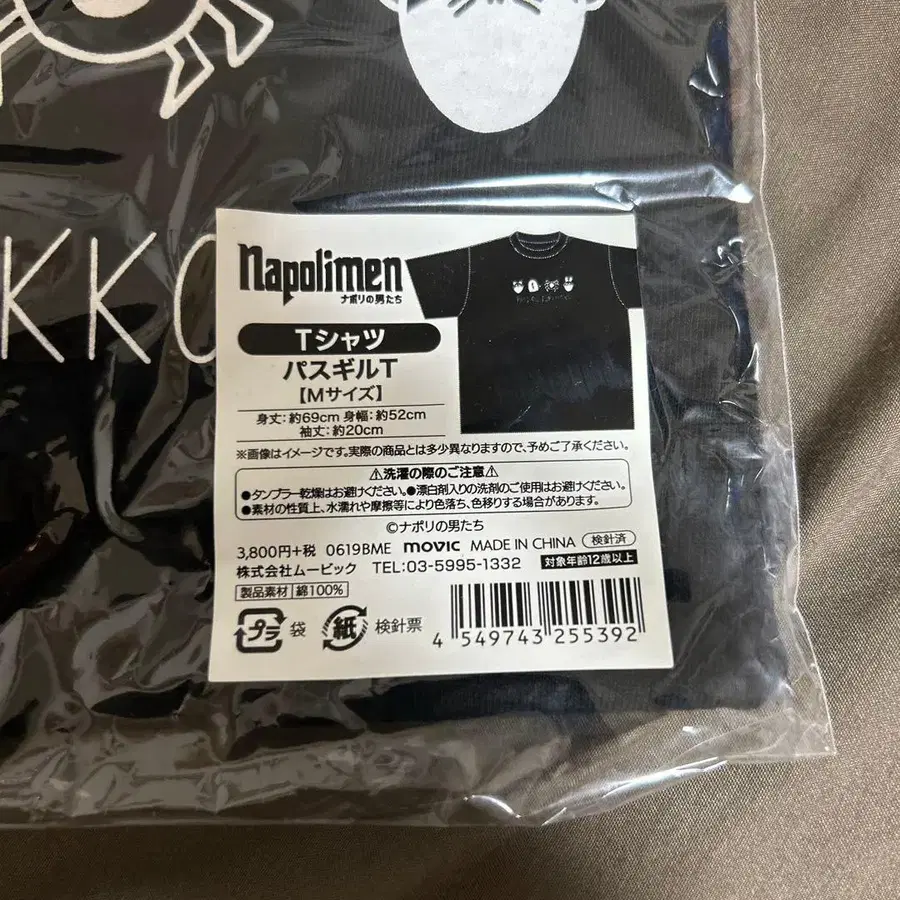 KKO
Napolimen
ナポリの男たち
Tシャツ
パスギルT
【Mサイズ】
身丈：約69cm 身幅：約52cm
袖丈：約20cm
※画像はイメージです。実際の商品とは多少異なりますので、予めご了承ください。
⚠洗濯の際のご注意⚠
●タンブラー乾燥はお避けください。●漂白剤入りの洗剤のご使用はお避けください。
●素材の性質上、水濡れや摩擦等により色落ち、色移りする場合があります。
©ナポリの男たち
3,800円+税 0619BME movic MADE IN CHINA 検針済
株式会社ムービック TEL:03-5995-1332 対象年齢12歳以上
製品素材 綿100%
プラ 袋 紙 検針票
4 549743 255392